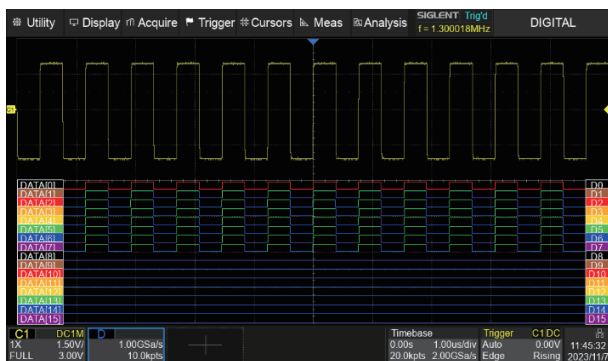 Utility Display Acquire Trigger Cursors Meas Analysis SIGLENT Trig'd f = 1.300018MHz DIGITAL
C1
DATA[0] D0
DATA[1] D1
DATA[2] D2
DATA[3] D3
DATA[4] D4
DATA[5] D5
DATA[6] D6
DATA[7] D7
DATA[8] D8
DATA[9] D9
DATA[10] D10
DATA[11] D11
DATA[12] D12
DATA[13] D13
DATA[14] D14
DATA[15] D15
C1 DC1M D Timebase Trigger C1 DC
1X 1.50V/ 1.00GSa/s 0.00s 1.00us/div Auto 0.00V 11:45:32
FULL 3.00V 10.0kpts 20.0kpts 2.00GSa/s Edge Rising 2023/1/7